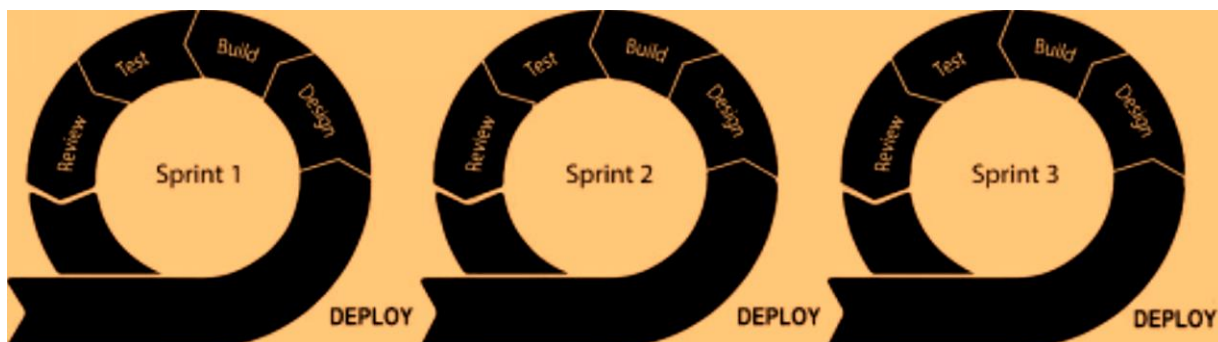 Build
Test
Design
Review
Sprint 1
DEPLOY
Build
Test
Design
Review
Sprint 2
DEPLOY
Build
Test
Design
Review
Sprint 3
DEPLOY